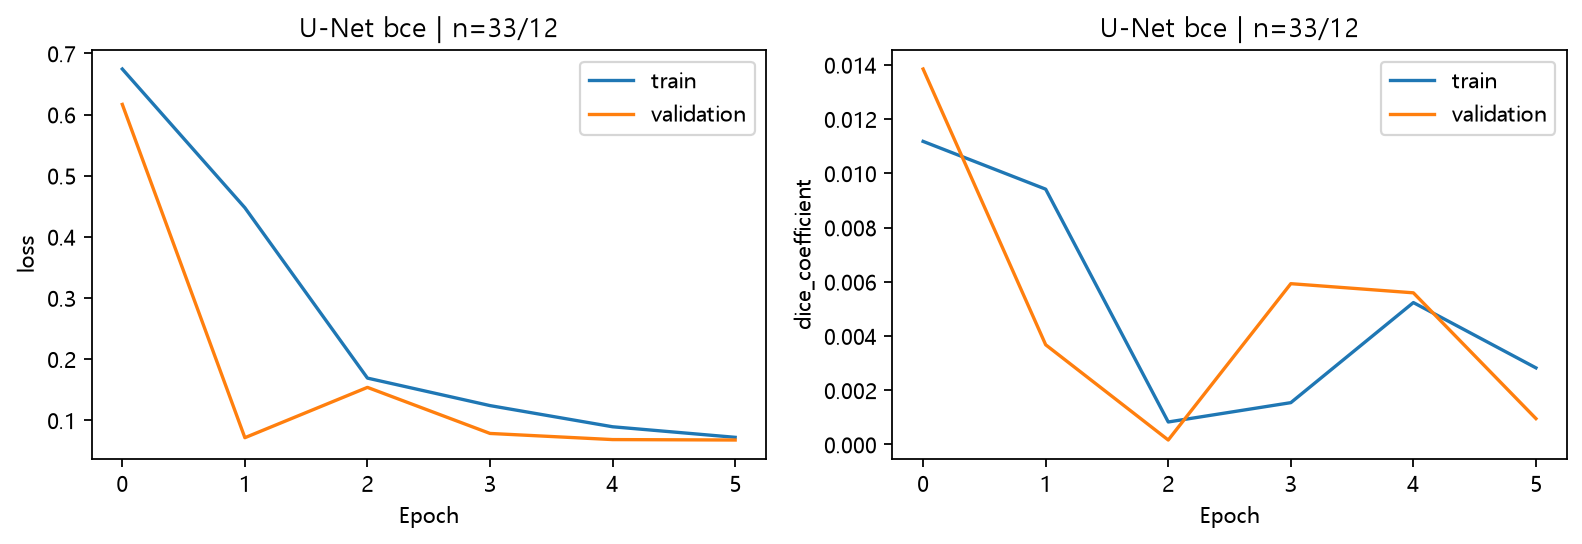 U-Net bce | n=33/12
0.7
0.6
0.5
0.4
0.3
0.2
0.1
loss
train
validation
0 1 2 3 4 5
Epoch
U-Net bce | n=33/12
0.014
0.012
0.010
0.008
0.006
0.004
0.002
0.000
dice_coefficient
train
validation
0 1 2 3 4 5
Epoch